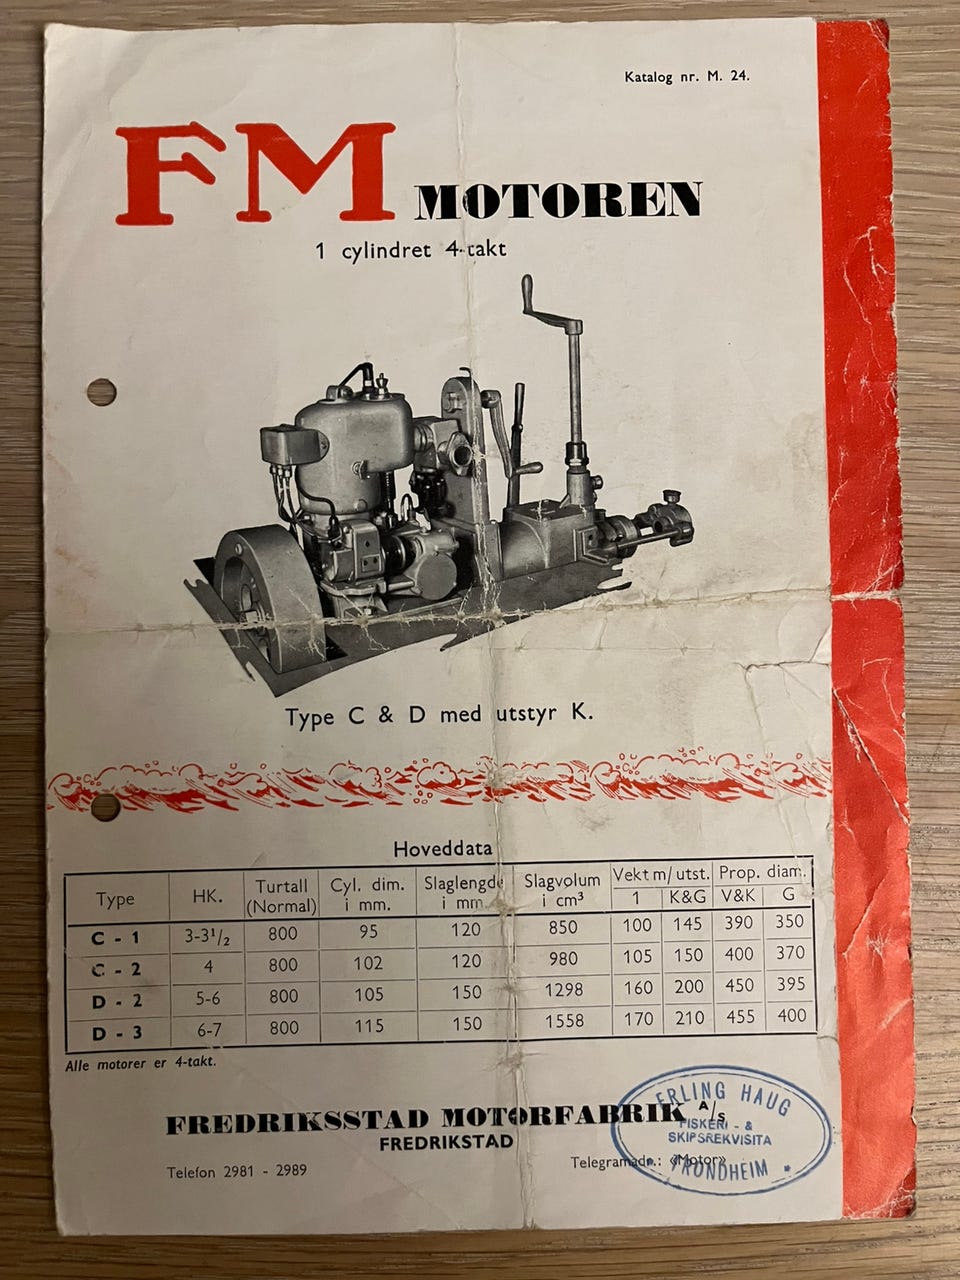 Katalog nr. M. 24.
FM MOTOREN
1 cylindret 4-takt
Type C & D med utstyr K.
Hoveddata
Type HK. Turtall (Normal) Cyl. dim. i mm. Slaglengde i mm. Slagvolum i cm³ Vekt m/ utst. Prop. diam.
1 K&G V&K G
C - 1 3-3¹/₂ 800 95 120 850 100 145 390 350
C - 2 4 800 102 120 980 105 150 400 370
D - 2 5-6 800 105 150 1298 160 200 450 395
D - 3 6-7 800 115 150 1558 170 210 455 400
Alle motorer er 4-takt.
FREDRIKSSTAD MOTORFABRIK A/S
FREDRIKSTAD
Telefon 2981 - 2989
Telegramadr.: «Motor»
ERLING HAUG
FISKERI - &
SKIPSREKVISITA
TRONDHEIM